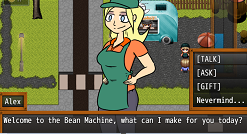 [TALK]
[ASK]
[GIFT]
Nevermind...
Alex
Welcome to the Bean Machine, what can I make for you today?